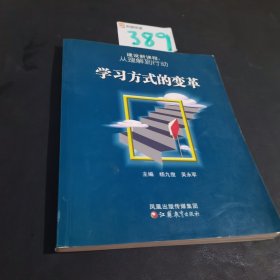 389
建设新课程:
从理解到行动
学习方式的变革
主编 杨九俊 吴永军
凤凰出版传媒集团
江苏教育出版社